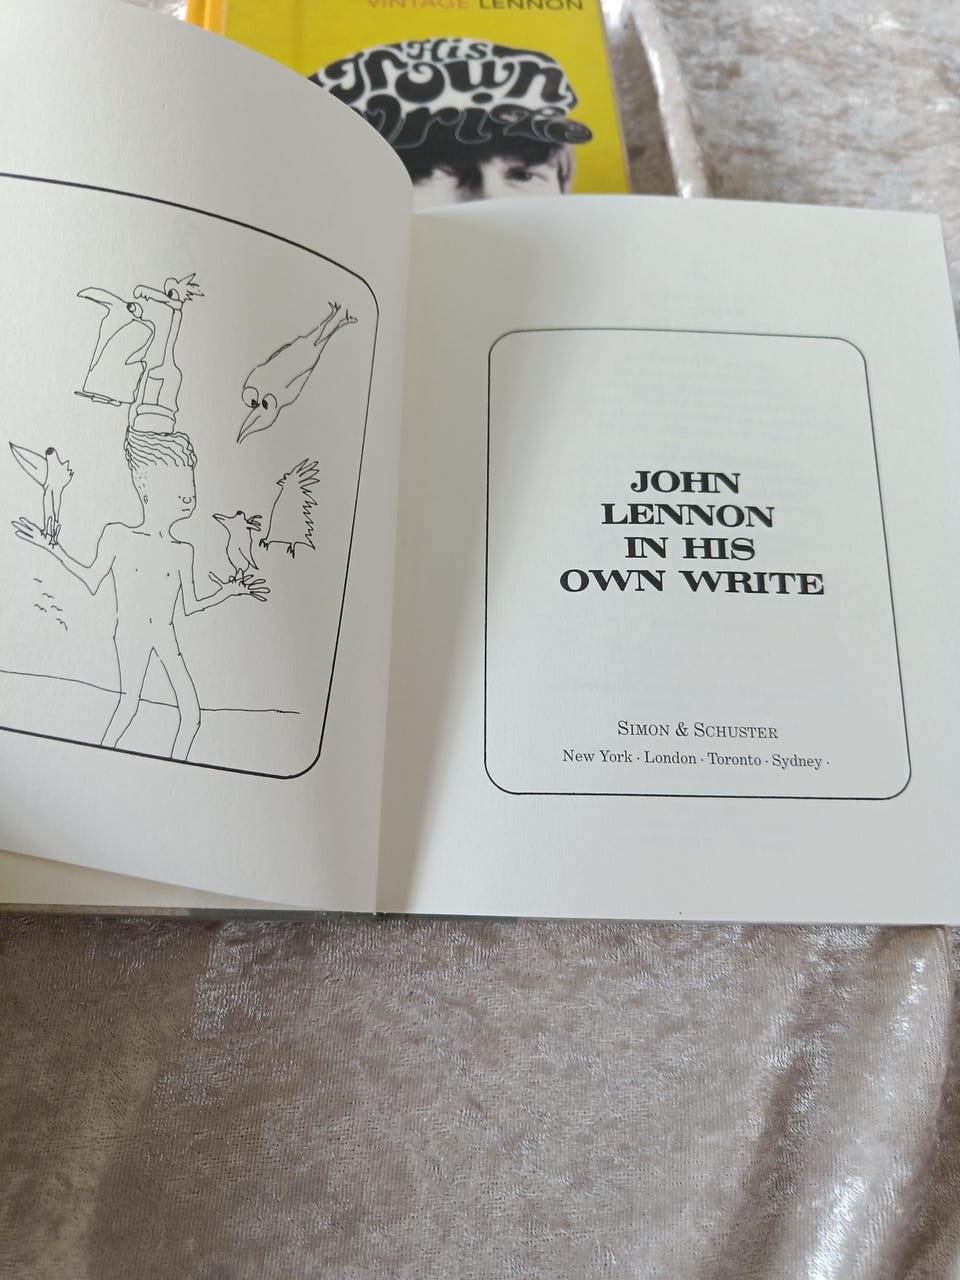 VINTAGE LENNON
His
Own
Write
JOHN
LENNON
IN HIS
OWN WRITE
SIMON & SCHUSTER
New York · London · Toronto · Sydney ·